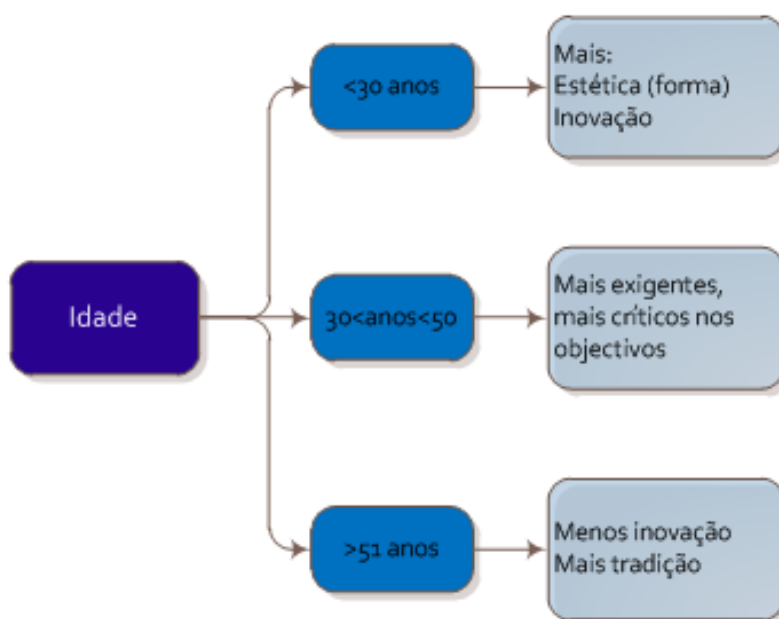 Idade
<30 anos
Mais:
Estética (forma)
Inovação
30<anos<50
Mais exigentes,
mais críticos nos
objectivos
>51 anos
Menos inovação
Mais tradição